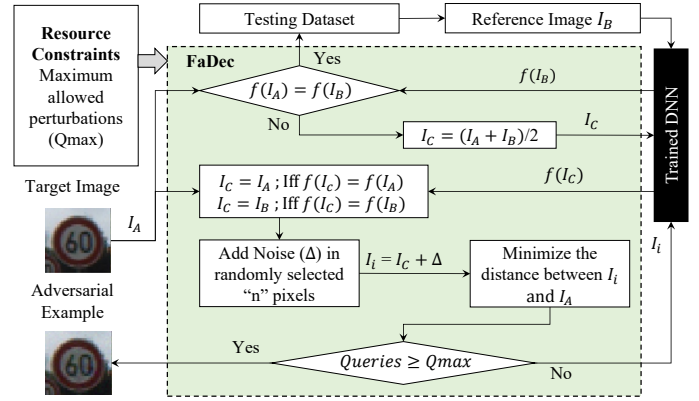 Resource
Constraints
Maximum
allowed
perturbations
(Qmax)
Testing Dataset
Reference Image I_B
FaDec
Yes
f(I_A) = f(I_B)
f(I_B)
No
I_C = (I_A + I_B)/2
I_C
Trained DNN
Target Image
I_A
60
I_C = I_A ; Iff f(I_C) = f(I_A)
I_C = I_B ; Iff f(I_C) = f(I_B)
f(I_C)
I_i
Add Noise (Δ) in
randomly selected
“n” pixels
I_i = I_C + Δ
Minimize the
distance between I_i
and I_A
Adversarial
Example
60
Yes
Queries ≥ Qmax
No